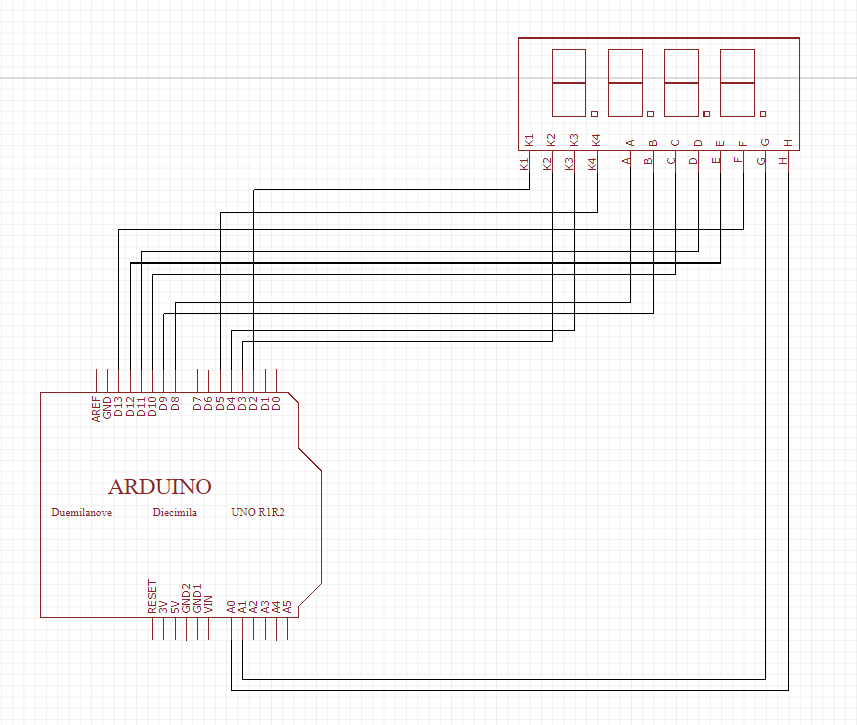 K1 K2 K3 K4 A B C D E F G H
K1 K2 K3 K4 A B C D E F G H
AREF GND D13 D12 D11 D10 D9 D8 D7 D6 D5 D4 D3 D2 D1 D0
ARDUINO
Duemilanove Diecimila UNO R1R2
RESET 3V 5V GND2 GND1 VIN A0 A1 A2 A3 A4 A5